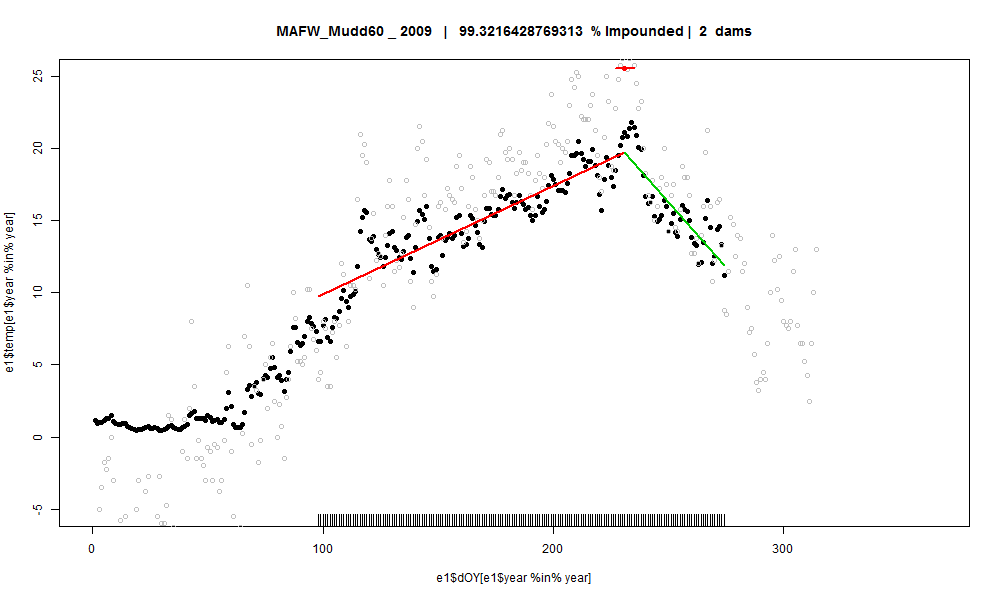 MAFW_Mudd60 _ 2009 | 99.3216428769313 % Impounded | 2 dams
e1$temp[e1$year %in% year]
25
20
15
10
5
0
-5
0 100 200 300
e1$dOY[e1$year %in% year]